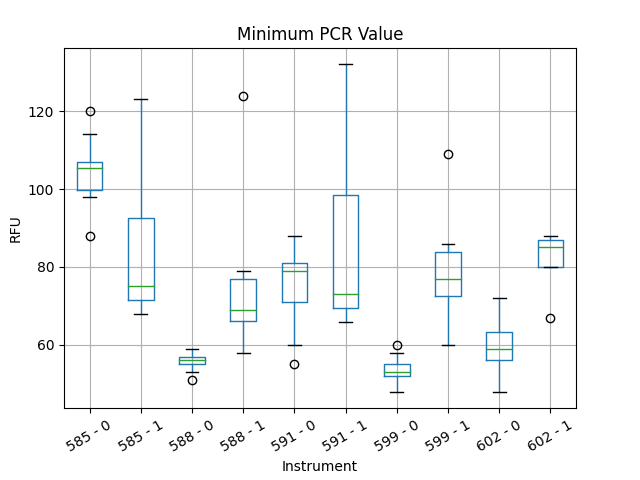 Minimum PCR Value
120
100
80
60
RFU
585 - 0
585 - 1
588 - 0
588 - 1
591 - 0
591 - 1
599 - 0
599 - 1
602 - 0
602 - 1
Instrument